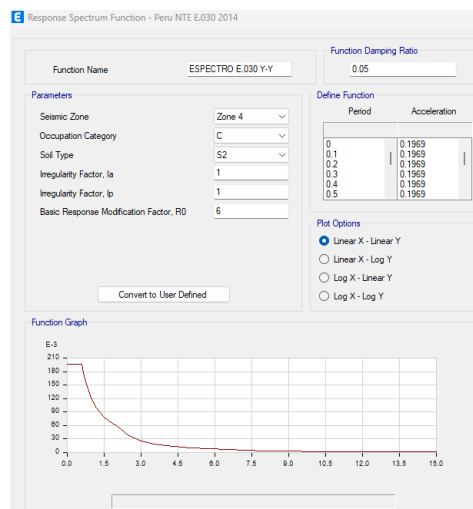 E Response Spectrum Function - Peru NTE E.030 2014
Function Name
ESPECTRO E.030 Y-Y
Function Damping Ratio
0.05
Parameters
Seismic Zone Zone 4
Occupation Category C
Soil Type S2
Irregularity Factor, Ia 1
Irregularity Factor, Ip 1
Basic Response Modification Factor, R0 6
Convert to User Defined
Define Function
Period Acceleration
0 0.1969
0.1 0.1969
0.2 0.1969
0.3 0.1969
0.4 0.1969
0.5 0.1969
Plot Options
Linear X - Linear Y
Linear X - Log Y
Log X - Linear Y
Log X - Log Y
Function Graph
E-3
210
180
150
120
90
60
30
0
0.0 1.5 3.0 4.5 6.0 7.5 9.0 10.5 12.0 13.5 15.0